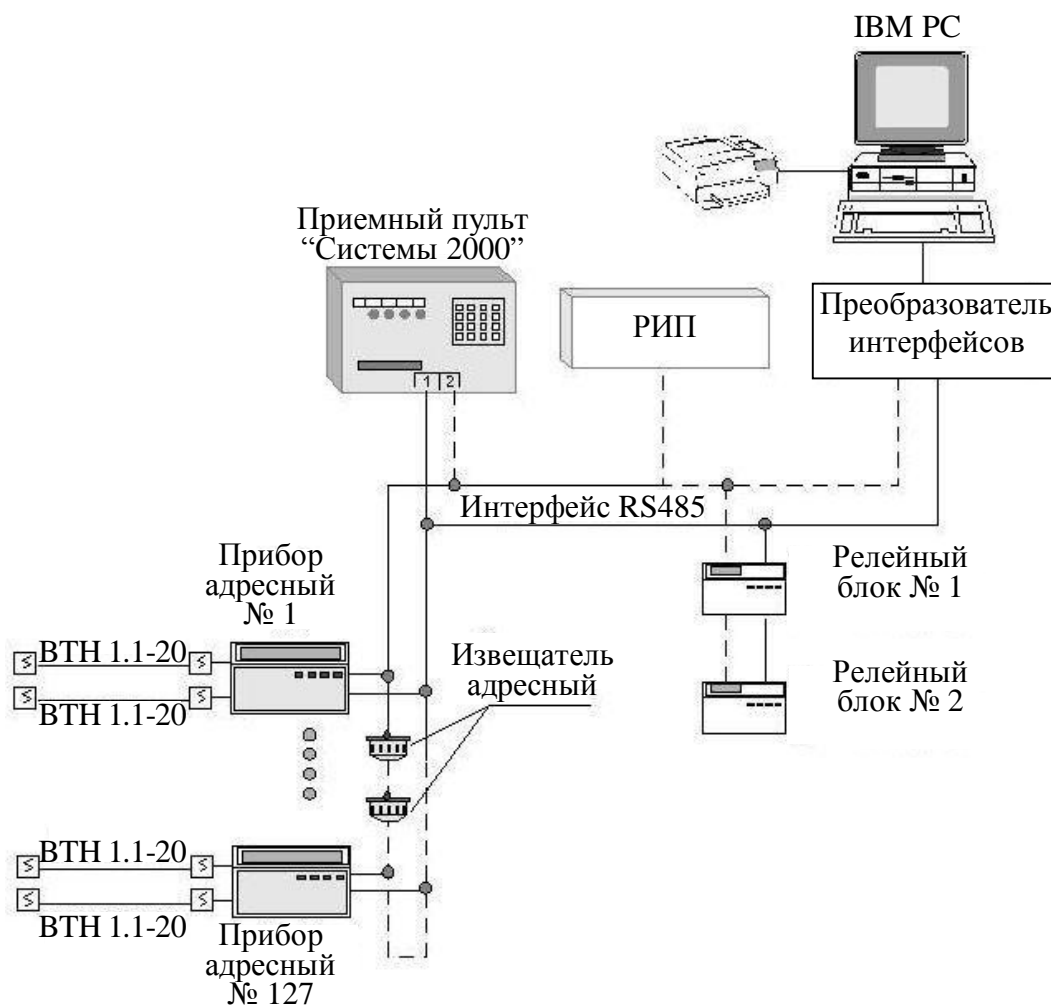 IBM PC
Приемный пульт
“Системы 2000”
РИП
Преобразователь
интерфейсов
1 2
Интерфейс RS485
Прибор
адресный
№ 1
Релейный
блок № 1
ВТН 1.1-20
ВТН 1.1-20
Извещатель
адресный
Релейный
блок № 2
ВТН 1.1-20
ВТН 1.1-20
Прибор
адресный
№ 127